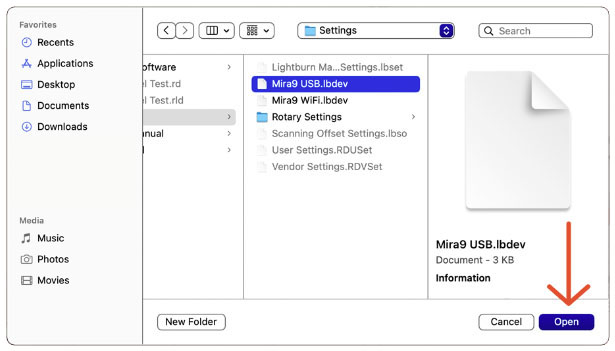 Favorites
Recents
Applications
Desktop
Documents
Downloads
Media
Music
Photos
Movies
Settings
Search
oftware
el Test.rd
el Test.rld
anual
Lightburn Ma...Settings.lbset
Mira9 USB.lbdev
Mira9 WiFi.lbdev
Rotary Settings
Scanning Offset Settings.lbso
User Settings.RDUSet
Vendor Settings.RDVSet
Mira9 USB.lbdev
Document - 3 KB
Information
New Folder
Cancel
Open